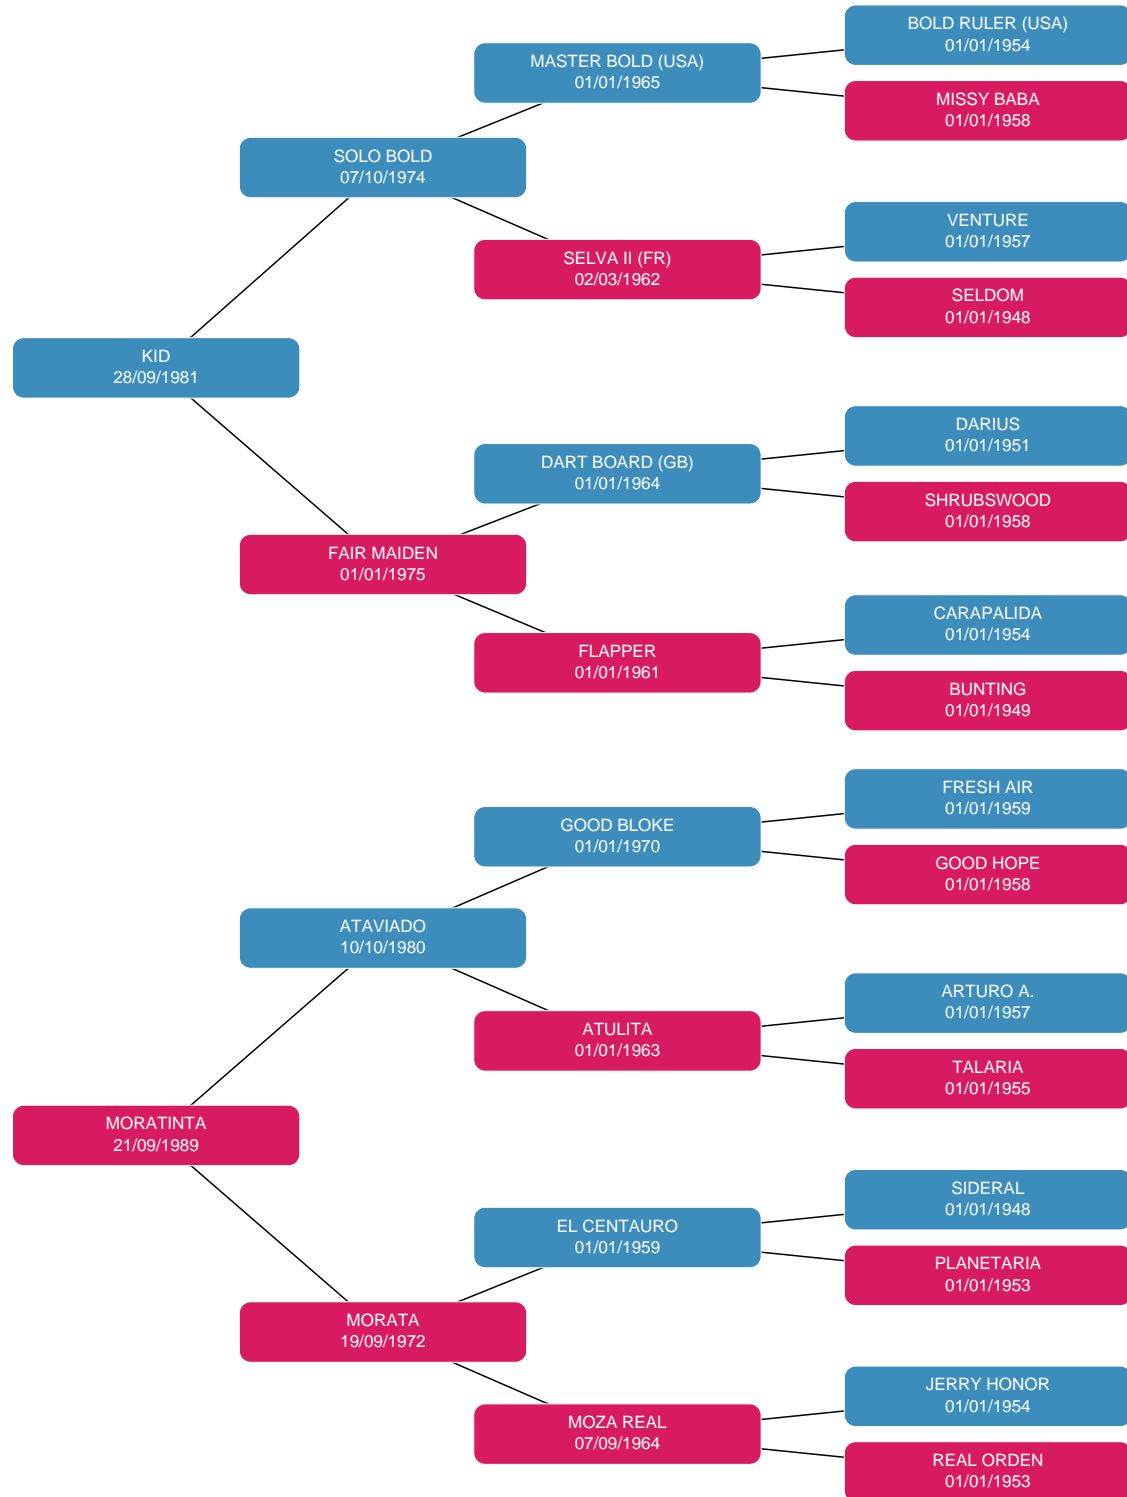 BOLD RULER (USA)
01/01/1954
MASTER BOLD (USA)
01/01/1965
MISSY BABA
01/01/1958
SOLO BOLD
07/10/1974
VENTURE
01/01/1957
SELVA II (FR)
02/03/1962
SELDOM
01/01/1948
KID
28/09/1981
DARIUS
01/01/1951
DART BOARD (GB)
01/01/1964
SHRUBSWOOD
01/01/1958
FAIR MAIDEN
01/01/1975
CARAPALIDA
01/01/1954
FLAPPER
01/01/1961
BUNTING
01/01/1949
FRESH AIR
01/01/1959
GOOD BLOKE
01/01/1970
GOOD HOPE
01/01/1958
ATAVIADO
10/10/1980
ARTURO A.
01/01/1957
ATULITA
01/01/1963
TALARIA
01/01/1955
MORATINTA
21/09/1989
SIDERAL
01/01/1948
EL CENTAURO
01/01/1959
PLANETARIA
01/01/1953
MORATA
19/09/1972
JERRY HONOR
01/01/1954
MOZA REAL
07/09/1964
REAL ORDEN
01/01/1953